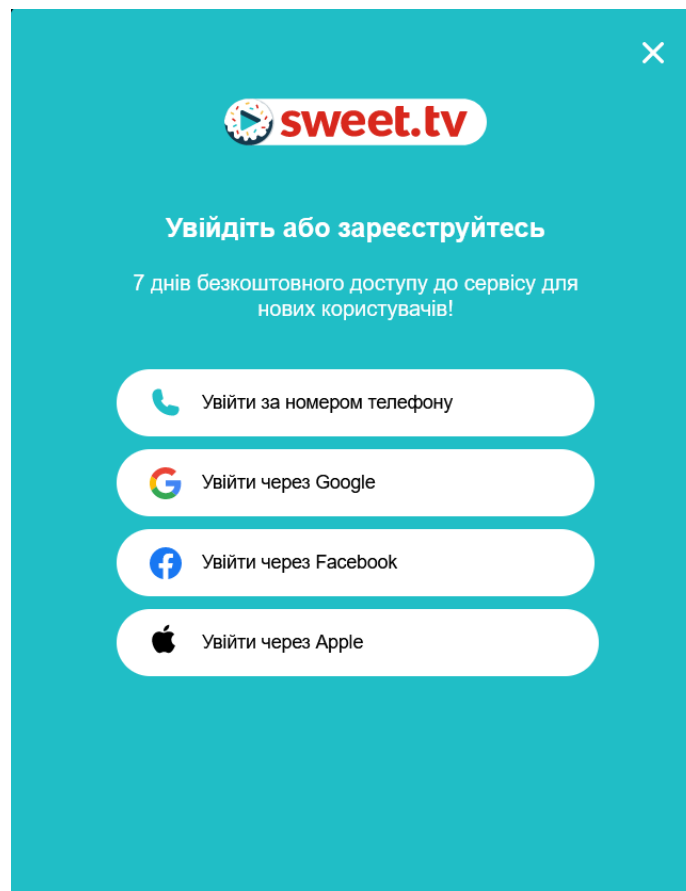 sweet.tv
Увійдіть або зареєструйтесь
7 днів безкоштовного доступу до сервісу для
нових користувачів!
Увійти за номером телефону
Увійти через Google
Увійти через Facebook
Увійти через Apple